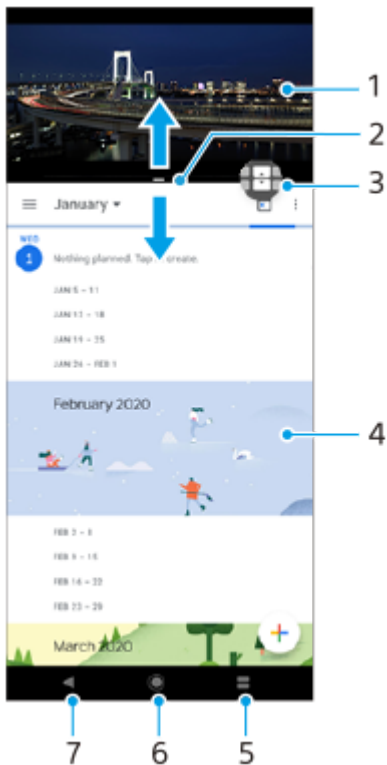 1
2
3
January
WED
1
Nothing planned. Tap to create.
JAN 5 – 11
JAN 12 – 18
JAN 19 – 25
JAN 26 – FEB 1
February 2020
4
FEB 2 – 8
FEB 9 – 15
FEB 16 – 22
FEB 23 – 29
March 2020
7 6 5